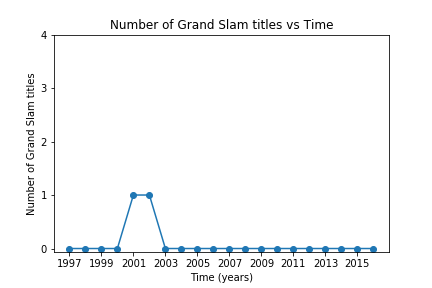 Number of Grand Slam titles vs Time
Number of Grand Slam titles
4
3
2
1
0
1997 1999 2001 2003 2005 2007 2009 2011 2013 2015
Time (years)